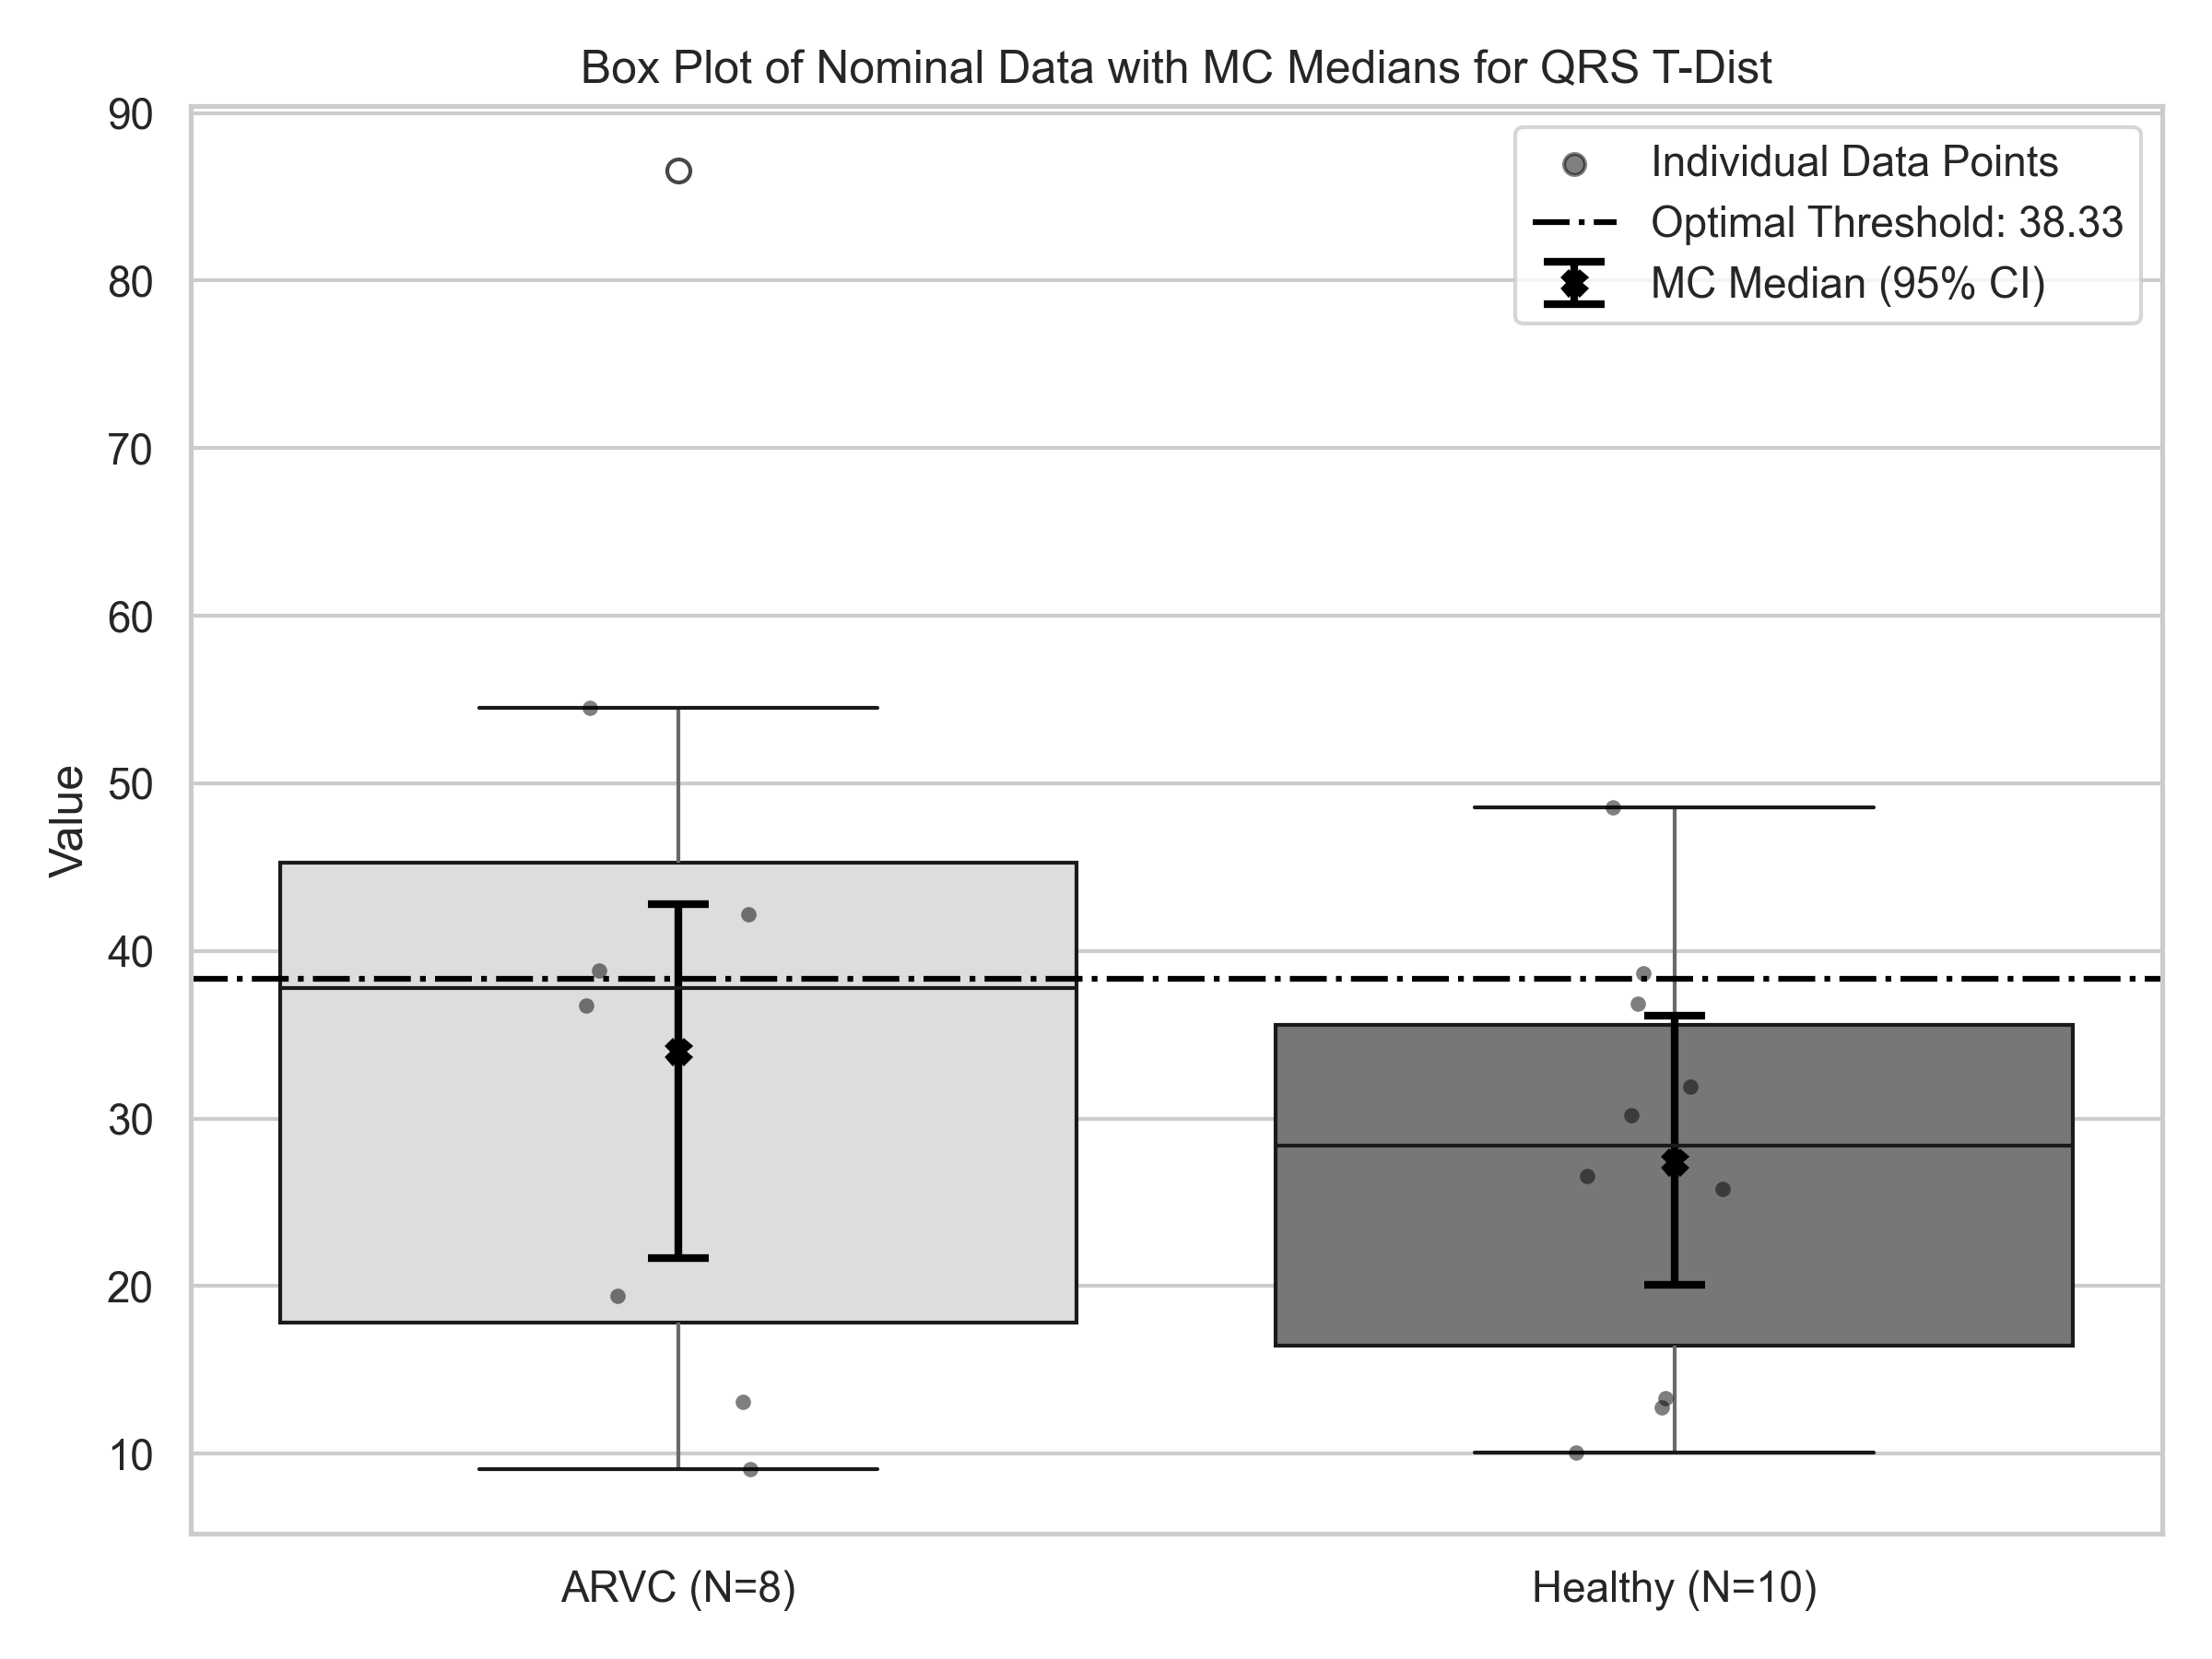 Box Plot of Nominal Data with MC Medians for QRS T-Dist
Individual Data Points
Optimal Threshold: 38.33
MC Median (95% CI)
Value
90
80
70
60
50
40
30
20
10
ARVC (N=8)
Healthy (N=10)